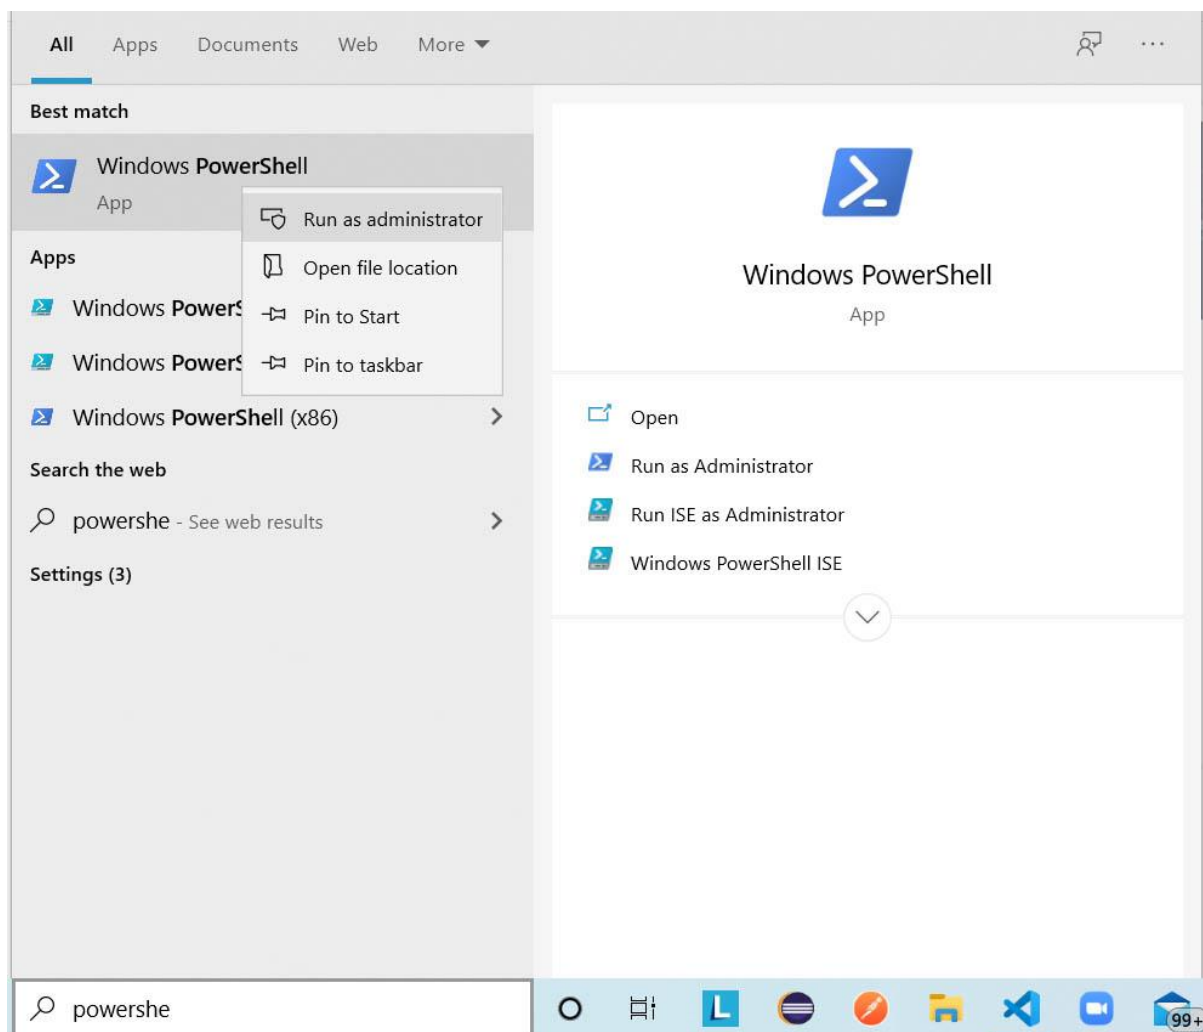 All Apps Documents Web More
Best match
Windows PowerShell
App
Run as administrator
Open file location
Pin to Start
Pin to taskbar
Apps
Windows PowerS
Windows PowerS
Windows PowerShell (x86)
Search the web
powershe - See web results
Settings (3)
Windows PowerShell
App
Open
Run as Administrator
Run ISE as Administrator
Windows PowerShell ISE
powershe
L
99+